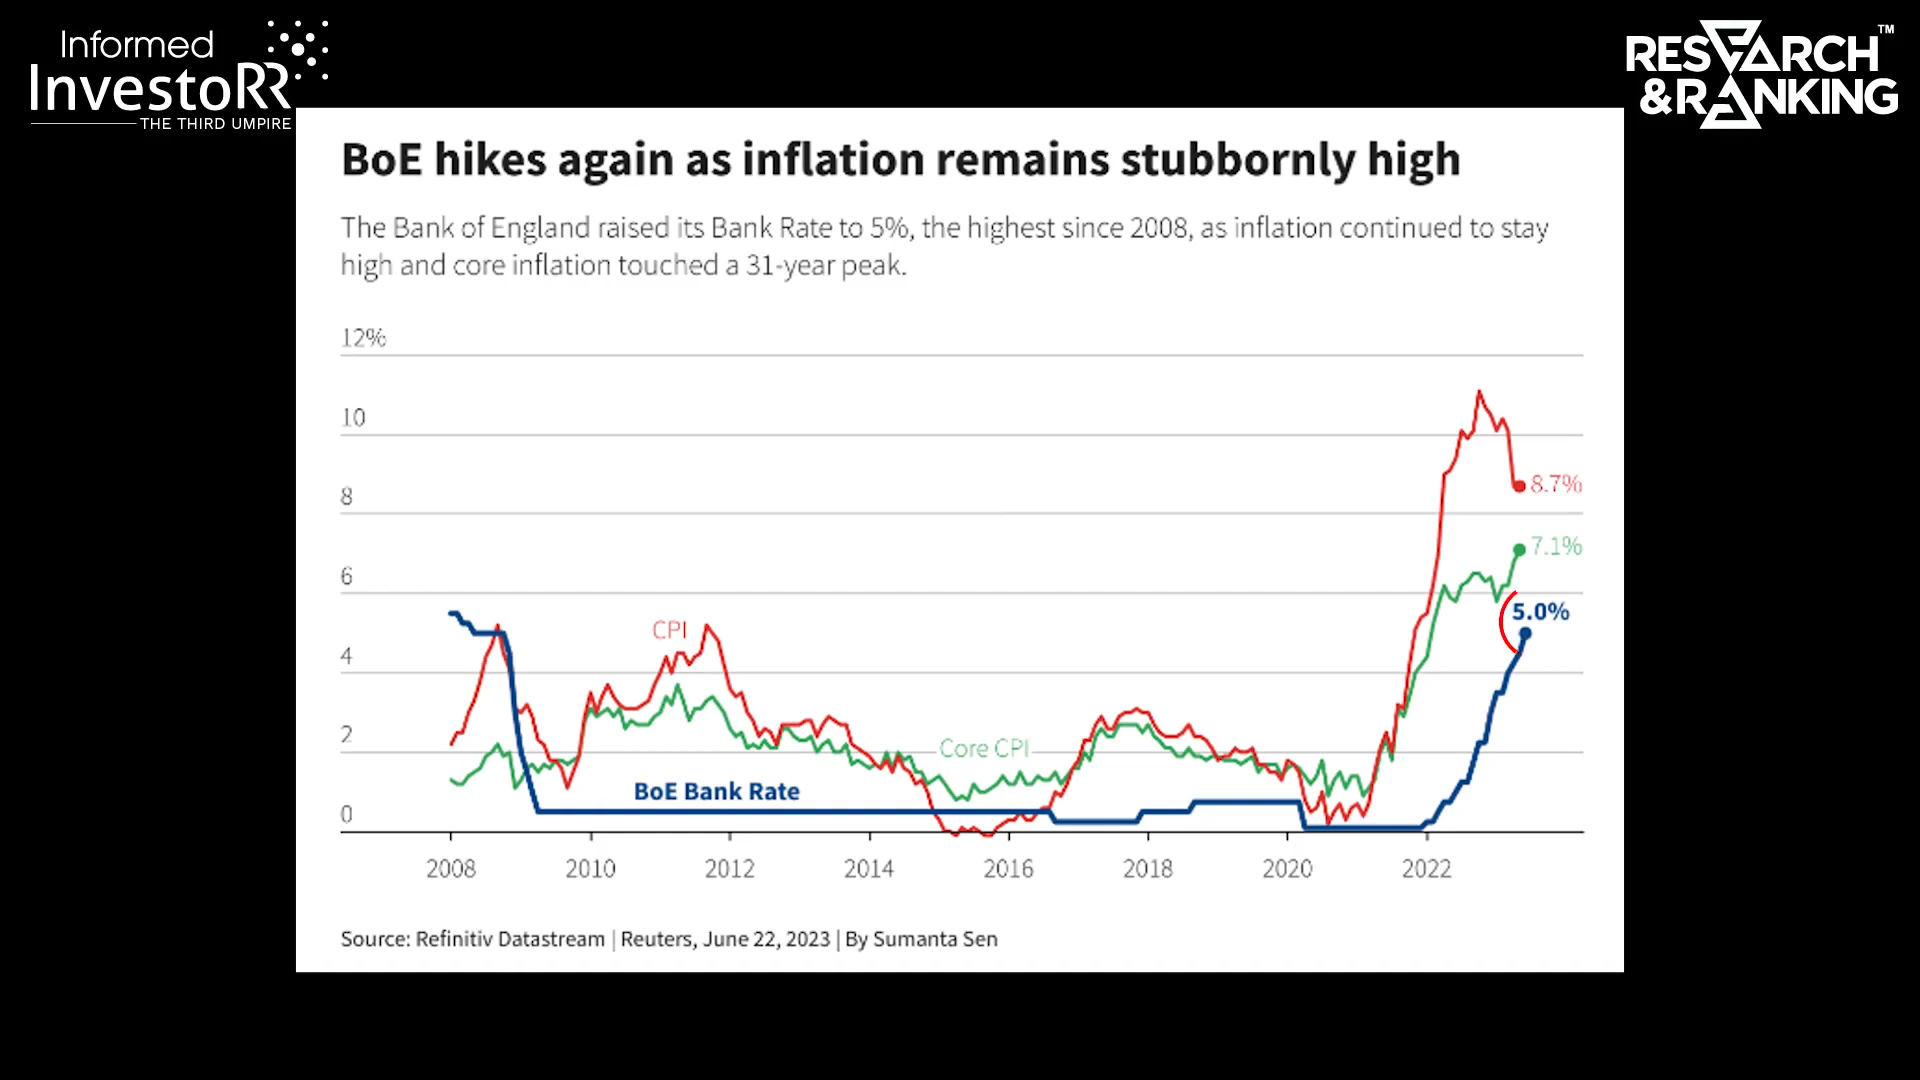 Informed
InvestoRR
THE THIRD UMPIRE
RESEARCH™
&RANKING
BoE hikes again as inflation remains stubbornly high
The Bank of England raised its Bank Rate to 5%, the highest since 2008, as inflation continued to stay
high and core inflation touched a 31-year peak.
12%
10
8
6
4
2
0
8.7%
7.1%
5.0%
CPI
Core CPI
BoE Bank Rate
2008 2010 2012 2014 2016 2018 2020 2022
Source: Refinitiv Datastream | Reuters, June 22, 2023 | By Sumanta Sen